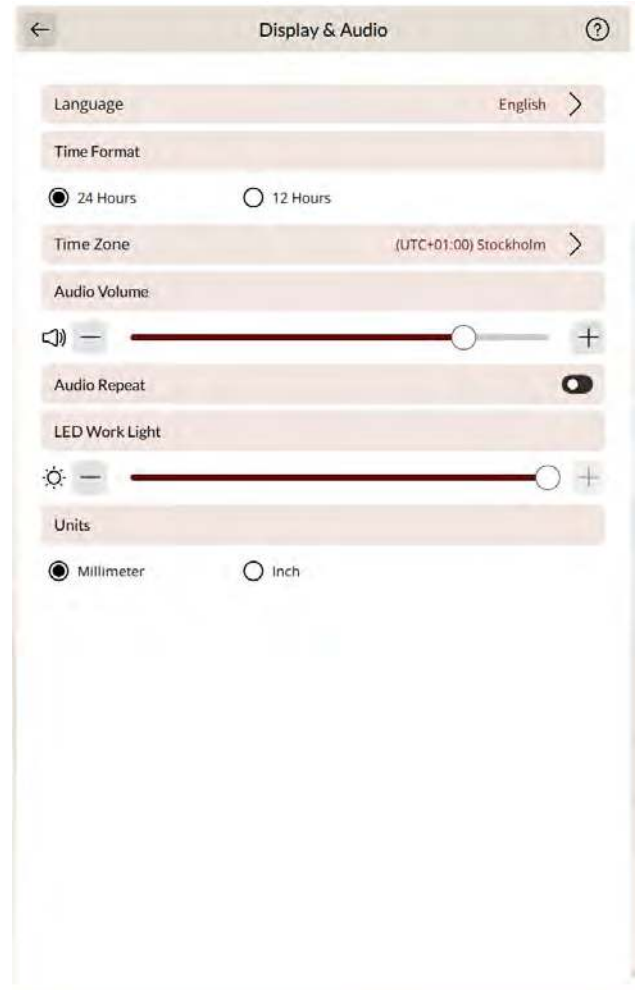 Display & Audio
Language English
Time Format
24 Hours 12 Hours
Time Zone (UTC+01:00) Stockholm
Audio Volume
Audio Repeat
LED Work Light
Units
Millimeter Inch